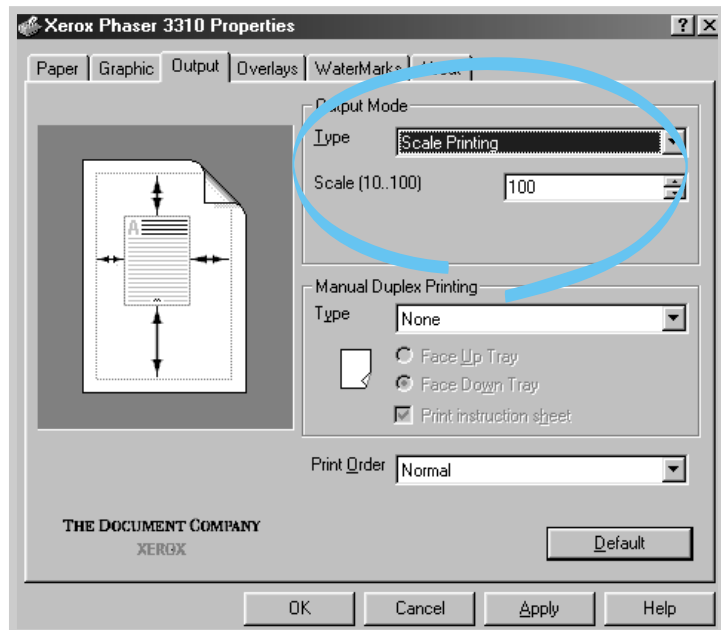 Xerox Phaser 3310 Properties
Paper Graphic Output Overlays WaterMarks
Output Mode
Type Scale Printing
Scale (10..100) 100
A
Manual Duplex Printing
Type None
Face Up Tray
Face Down Tray
Print instruction sheet
Print Order Normal
THE DOCUMENT COMPANY
XEROX
Default
OK Cancel Apply Help